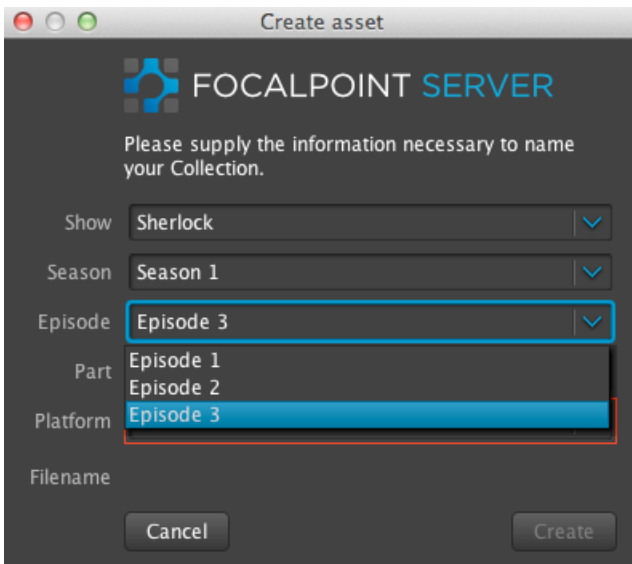 Create asset
FOCALPOINT SERVER
Please supply the information necessary to name
your Collection.
Show Sherlock
Season Season 1
Episode Episode 3
Part Episode 1
Episode 2
Platform Episode 3
Filename
Cancel Create